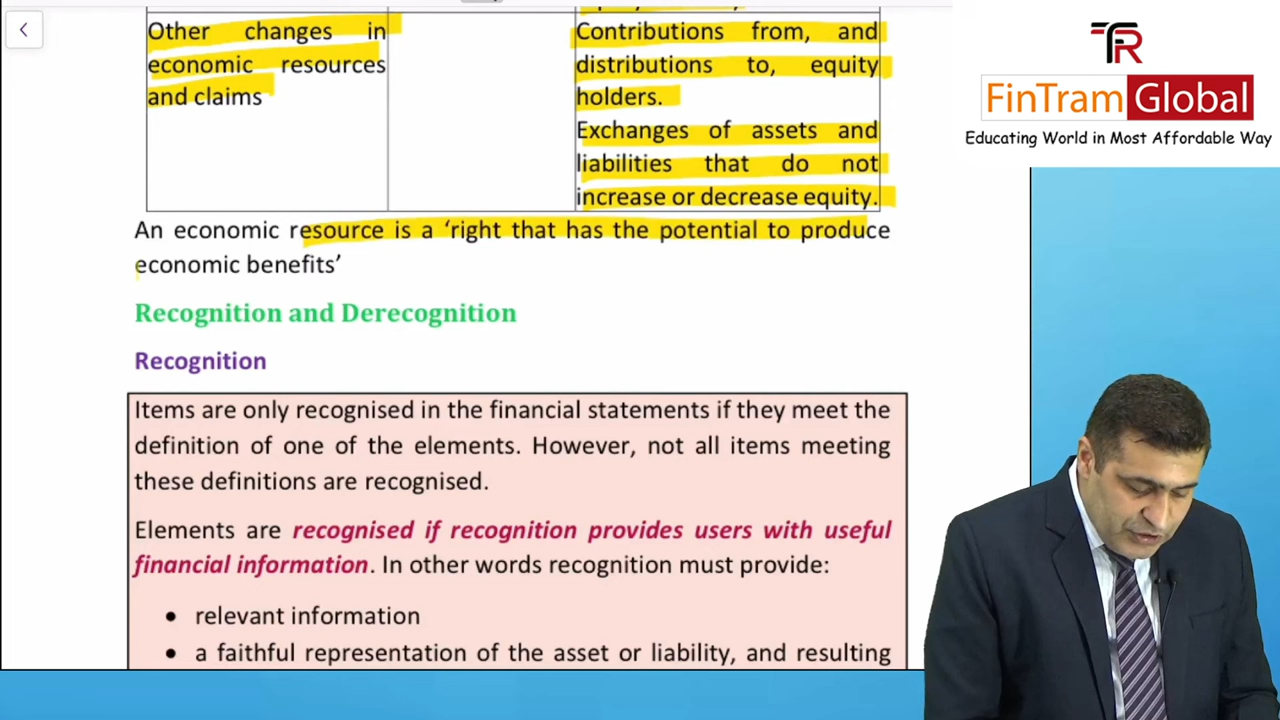 Other changes in
economic resources
and claims
Contributions from, and
distributions to, equity
holders.
Exchanges of assets and
liabilities that do not
increase or decrease equity.
An economic resource is a ‘right that has the potential to produce
economic benefits’
Recognition and Derecognition
Recognition
Items are only recognised in the financial statements if they meet the
definition of one of the elements. However, not all items meeting
these definitions are recognised.
Elements are recognised if recognition provides users with useful
financial information. In other words recognition must provide:
• relevant information
• a faithful representation of the asset or liability, and resulting
FinTram Global
Educating World in Most Affordable Way